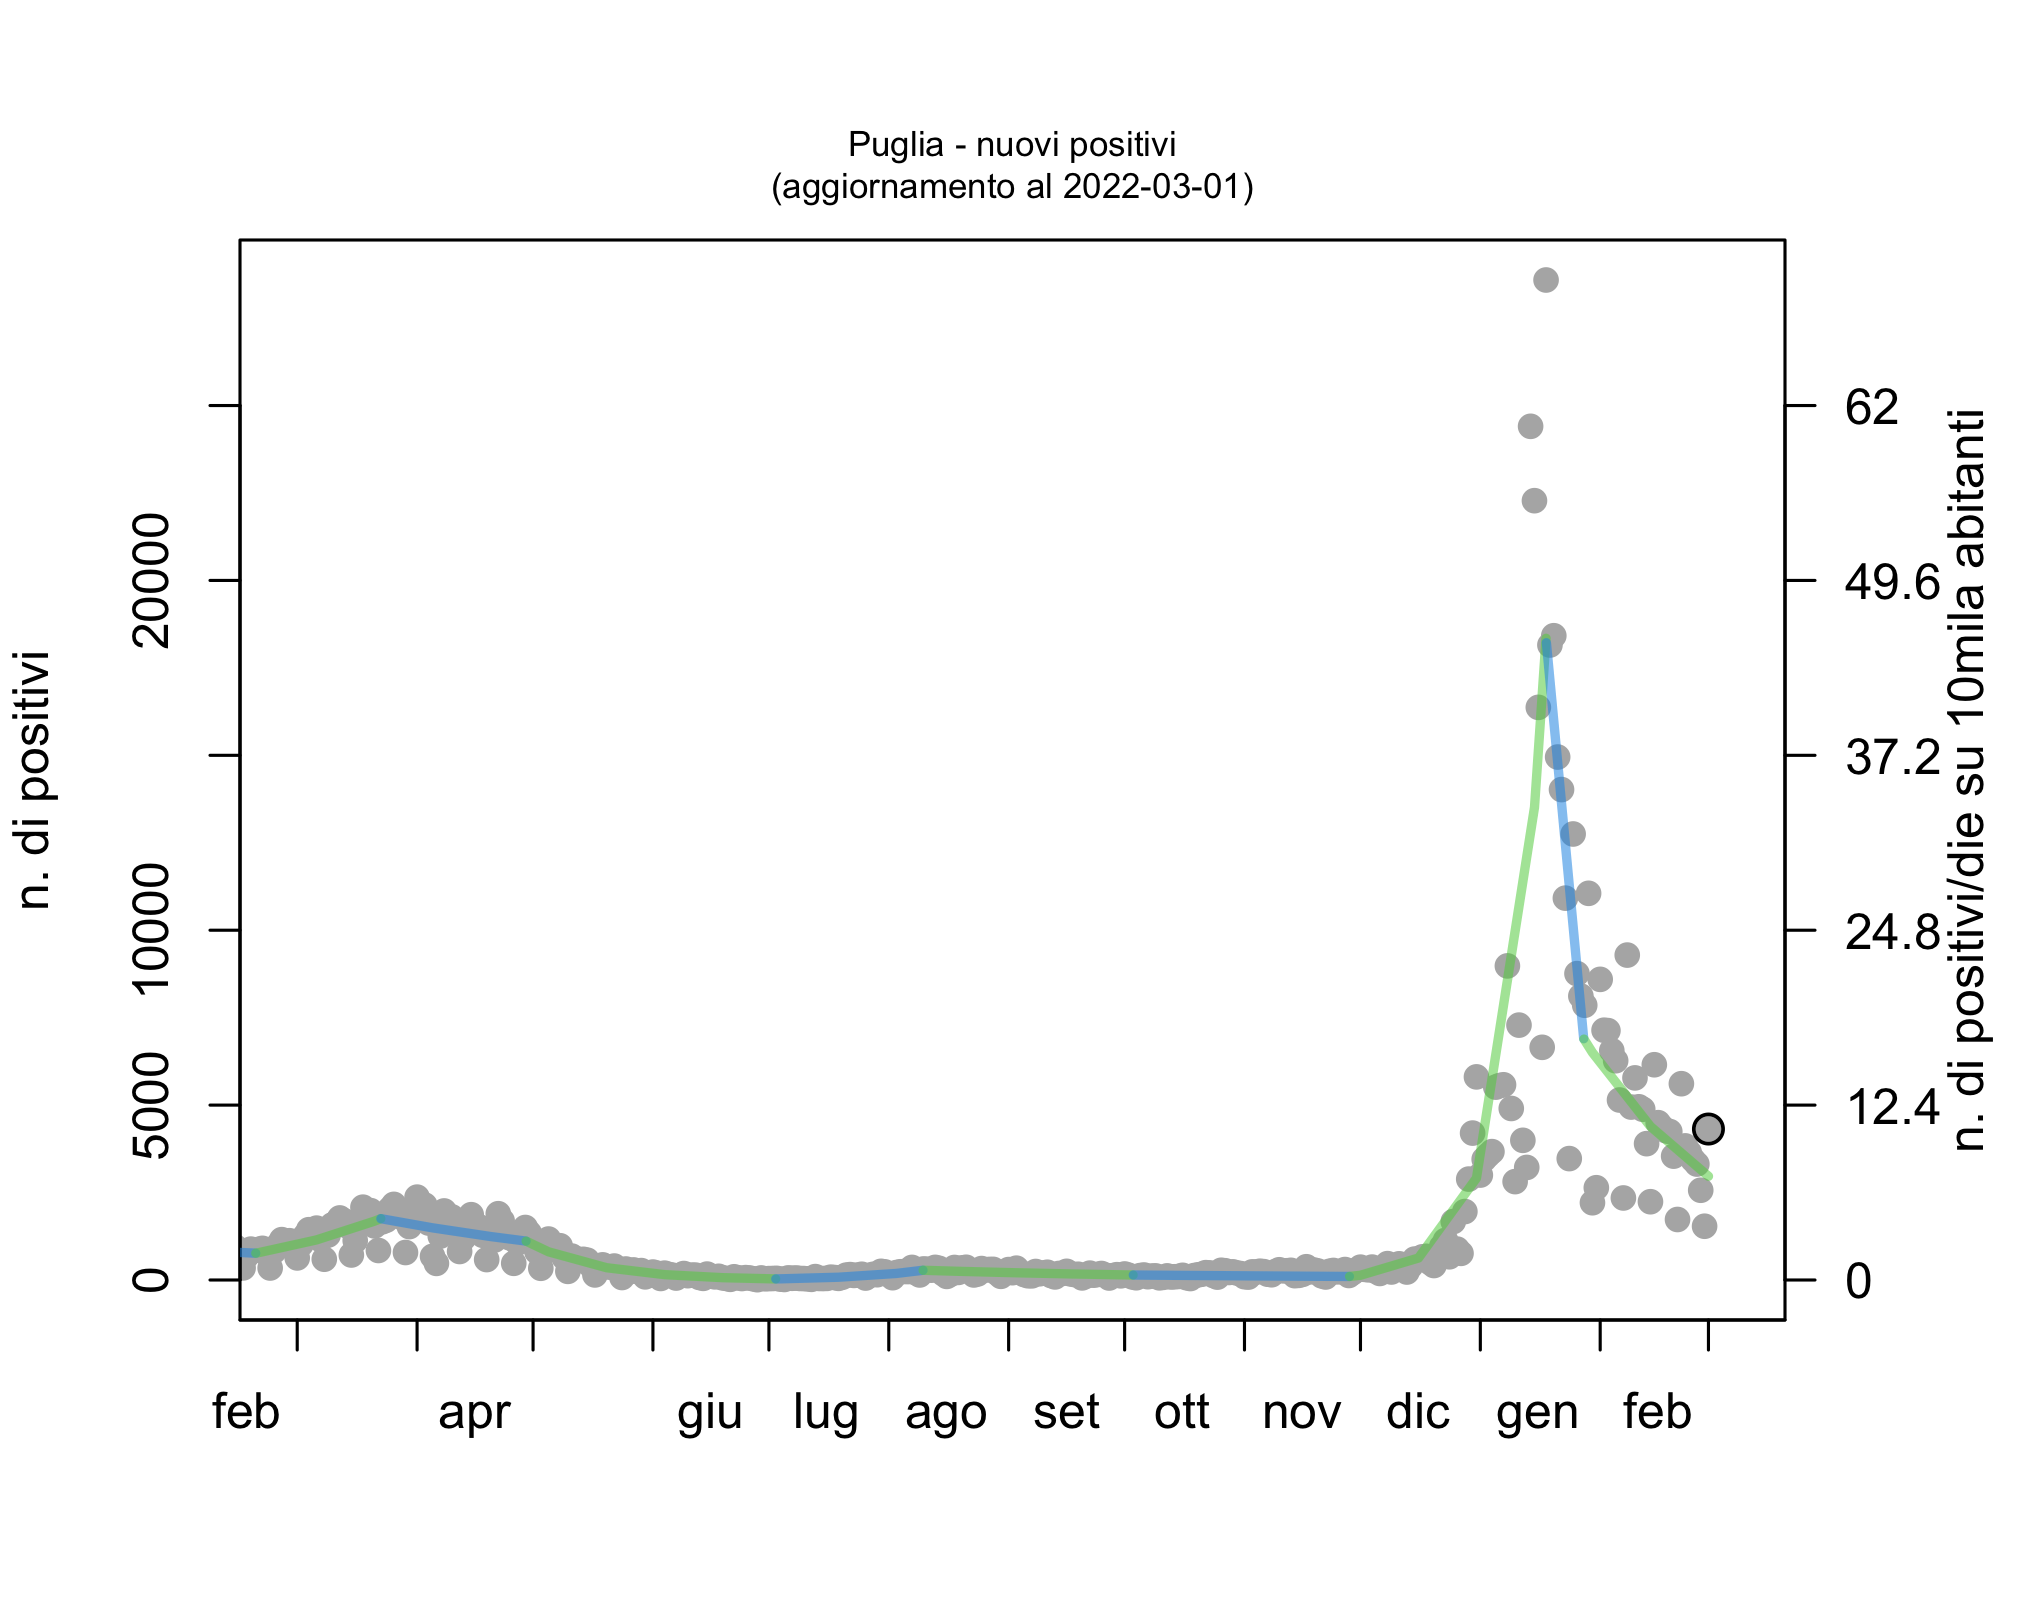 Puglia - nuovi positivi
(aggiornamento al 2022-03-01)
n. di positivi
20000
10000
5000
0
62
49.6
37.2
24.8
12.4
0
n. di positivi/die su 10mila abitanti
feb apr giu lug ago set ott nov dic gen feb